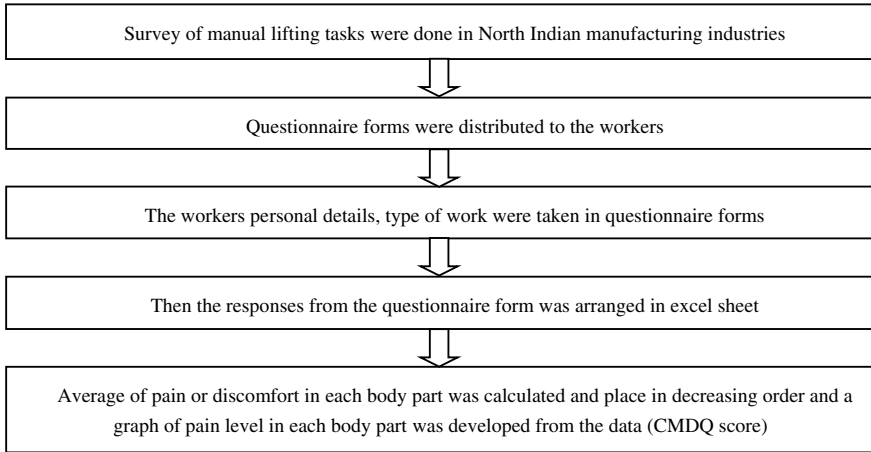 Survey of manual lifting tasks were done in North Indian manufacturing industries
Questionnaire forms were distributed to the workers
The workers personal details, type of work were taken in questionnaire forms
Then the responses from the questionnaire form was arranged in excel sheet
Average of pain or discomfort in each body part was calculated and place in decreasing order and a
graph of pain level in each body part was developed from the data (CMDQ score)